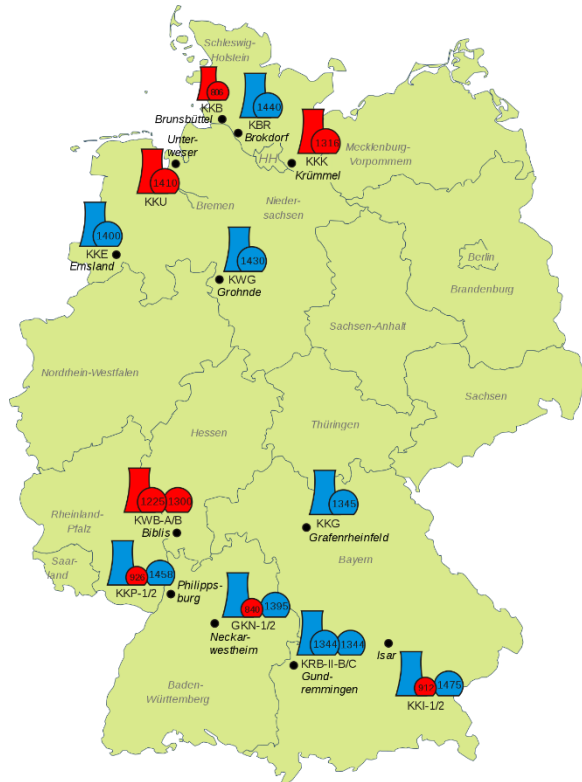 Schleswig-
Holstein
806
KKB
Brunsbüttel
1440
KBR
Brokdorf
1316
KKK
Krümmel
HH
Mecklenburg-
Vorpommern
Unter-
weser
1410
KKU
Bremen
Nieder-
sachsen
1400
KKE
Emsland
1430
KWG
Grohnde
Berlin
Brandenburg
Sachsen-Anhalt
Nordrhein-Westfalen
Sachsen
Hessen
Thüringen
1225 1300
KWB-A/B
Biblis
1345
KKG
Grafenrheinfeld
Rheinland-
Pfalz
Bayern
Saar-
land
926 1458
KKP-1/2
Philipps-
burg
840 1395
GKN-1/2
Neckar-
westheim
1344 1344
KRB-II-B/C
Gund-
remmingen
Isar
912 1475
KKI-1/2
Baden-
Württemberg